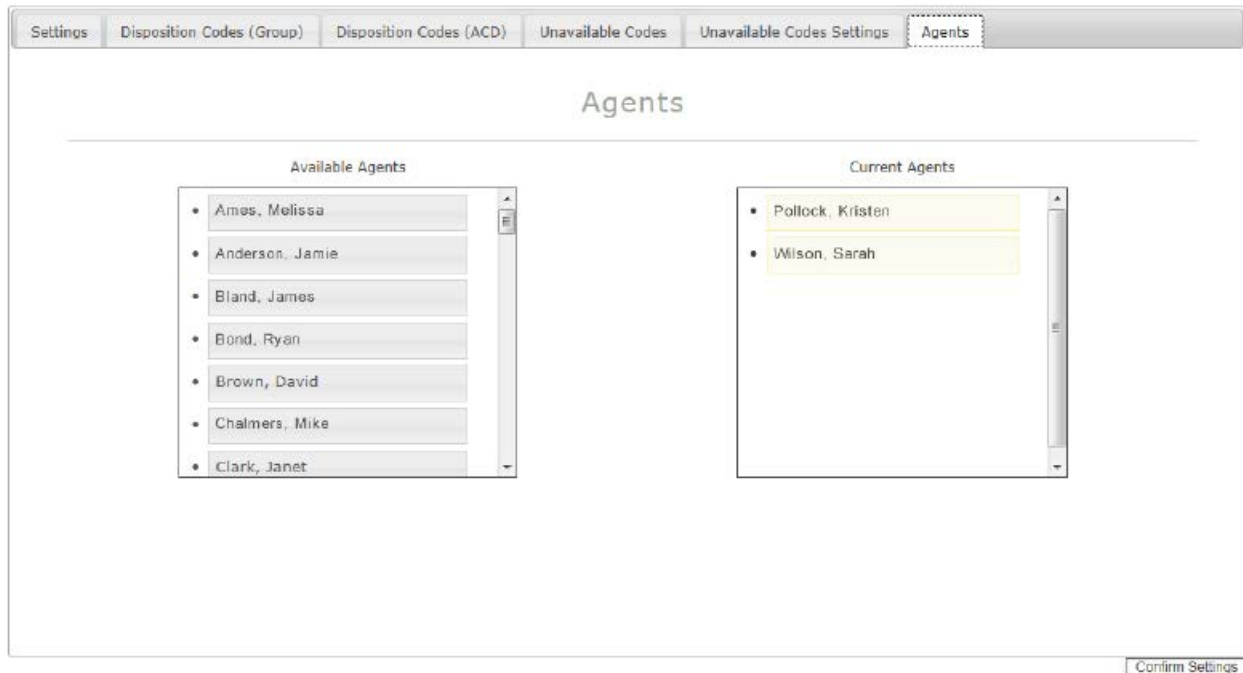 Settings Disposition Codes (Group) Disposition Codes (ACD) Unavailable Codes Unavailable Codes Settings Agents
Agents
Available Agents Current Agents
Ames, Melissa Pollock, Kristen
Anderson, Jamie Wilson, Sarah
Bland, James
Bond, Ryan
Brown, David
Chalmers, Mike
Clark, Janet
Confirm Settings